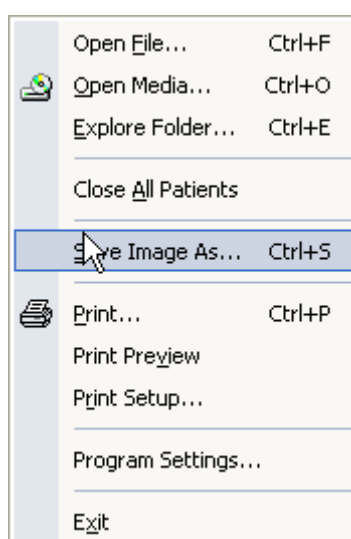 Open File... Ctrl+F
Open Media... Ctrl+O
Explore Folder... Ctrl+E
Close All Patients
Save Image As... Ctrl+S
Print... Ctrl+P
Print Preview
Print Setup...
Program Settings...
Exit